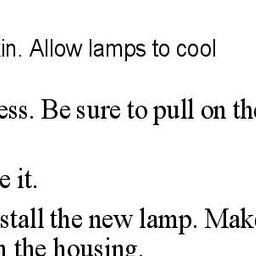 in. Allow lamps to cool
ess. Be sure to pull on the
e it.
stall the new lamp. Make
the housing.